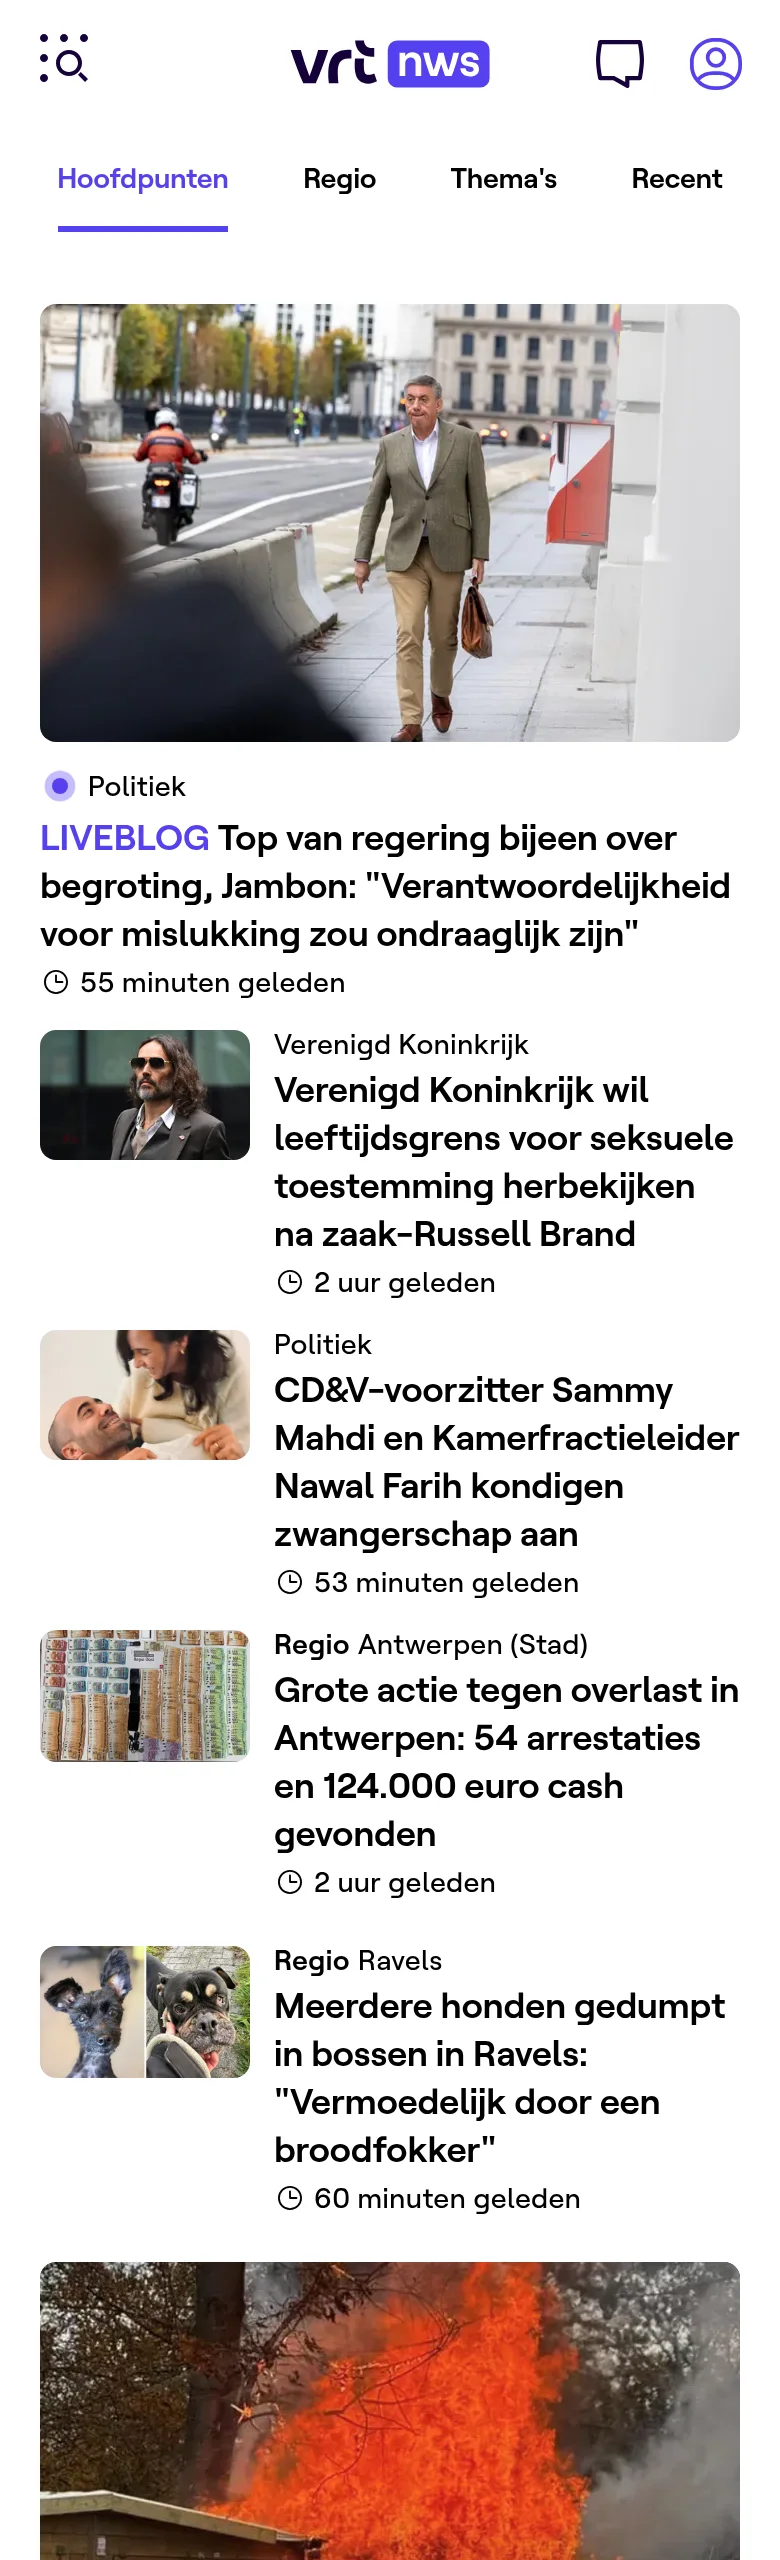 vrt nws
Hoofdpunten Regio Thema's Recent
Politiek
LIVEBLOG Top van regering bijeen over
begroting, Jambon: "Verantwoordelijkheid
voor mislukking zou ondraaglijk zijn"
55 minuten geleden
Verenigd Koninkrijk
Verenigd Koninkrijk wil
leeftijdsgrens voor seksuele
toestemming herbekijken
na zaak-Russell Brand
2 uur geleden
Politiek
CD&V-voorzitter Sammy
Mahdi en Kamerfractieleider
Nawal Farih kondigen
zwangerschap aan
53 minuten geleden
Regio Antwerpen (Stad)
Grote actie tegen overlast in
Antwerpen: 54 arrestaties
en 124.000 euro cash
gevonden
2 uur geleden
Regio Ravels
Meerdere honden gedumpt
in bossen in Ravels:
"Vermoedelijk door een
broodfokker"
60 minuten geleden